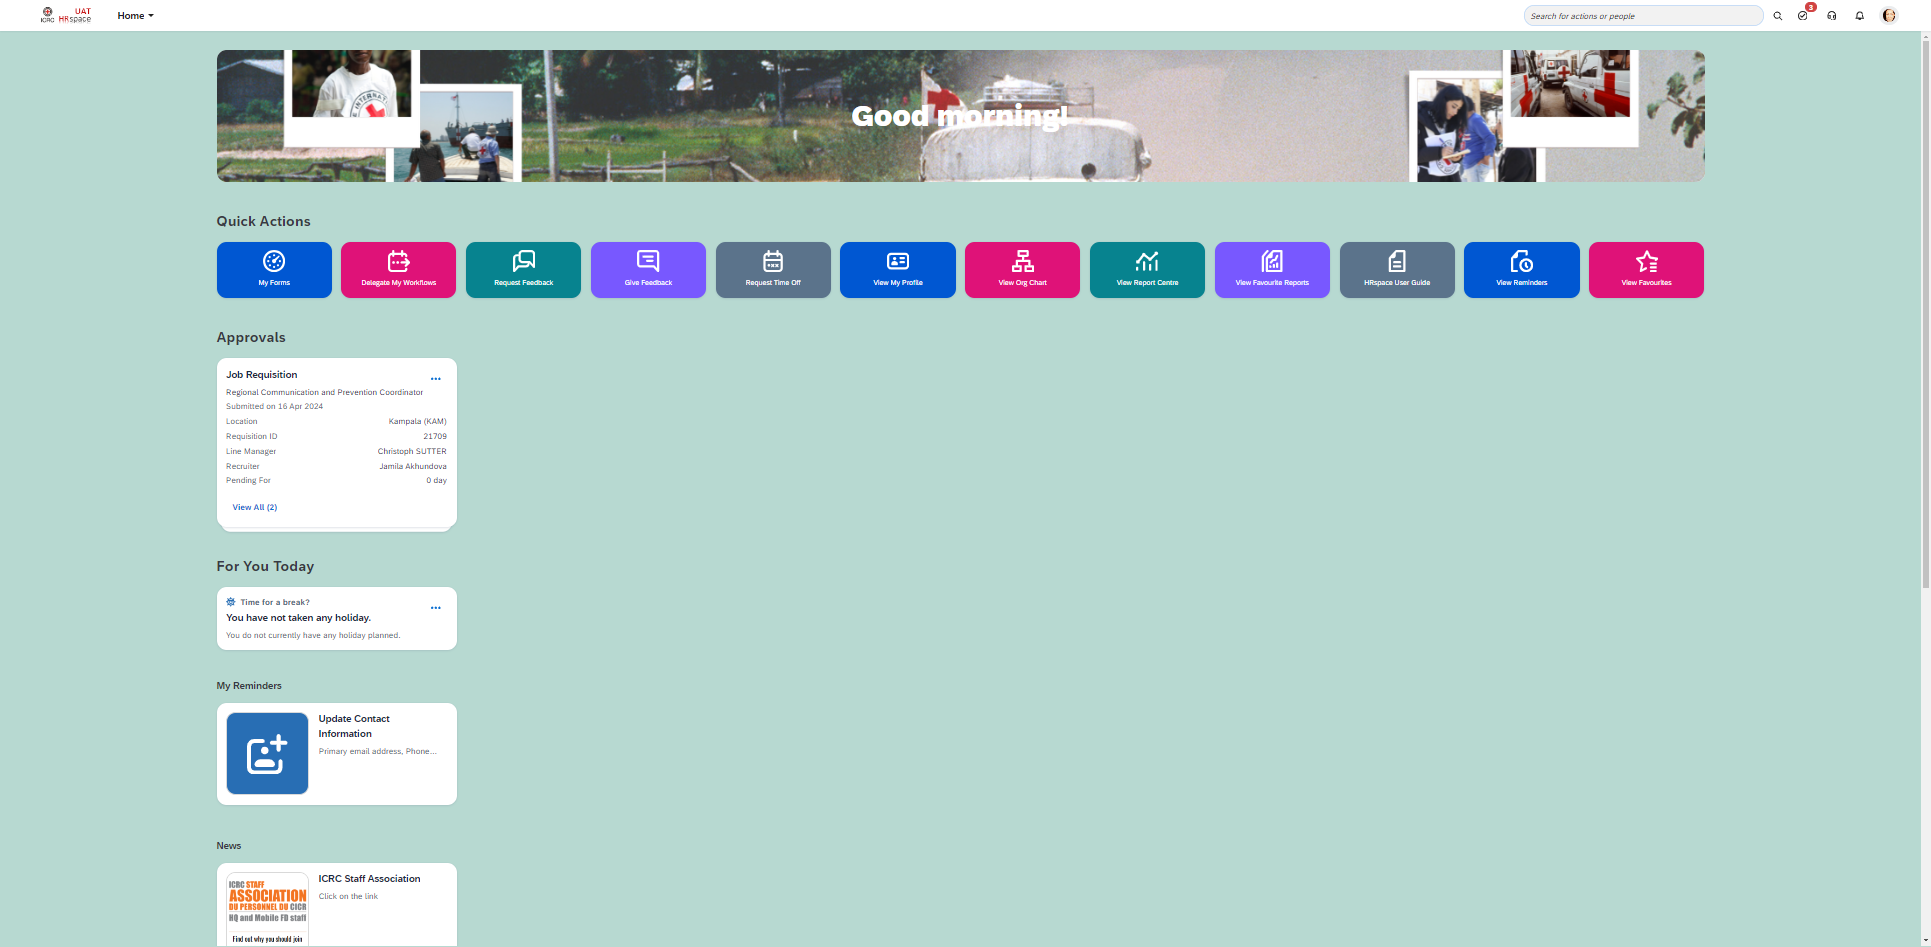 ICRC
UAT
HRspace
Home
Search for actions or people
3
Good morning!
Quick Actions
My Forms
Delegate My Workflows
Request Feedback
Give Feedback
Request Time Off
View My Profile
View Org Chart
View Report Centre
View Favourite Reports
HRspace User Guide
View Reminders
View Favourites
Approvals
Job Requisition
Regional Communication and Prevention Coordinator
Submitted on 16 Apr 2024
Location Kampala (KAM)
Requisition ID 21709
Line Manager Christoph SUTTER
Recruiter Jamila Akhundova
Pending For 0 day
View All (2)
For You Today
Time for a break?
You have not taken any holiday.
You do not currently have any holiday planned.
My Reminders
Update Contact
Information
Primary email address, Phone...
News
ICRC STAFF
ASSOCIATION
DU PERSONNEL DU CICR
HQ and Mobile FD staff
Find out why you should join
ICRC Staff Association
Click on the link